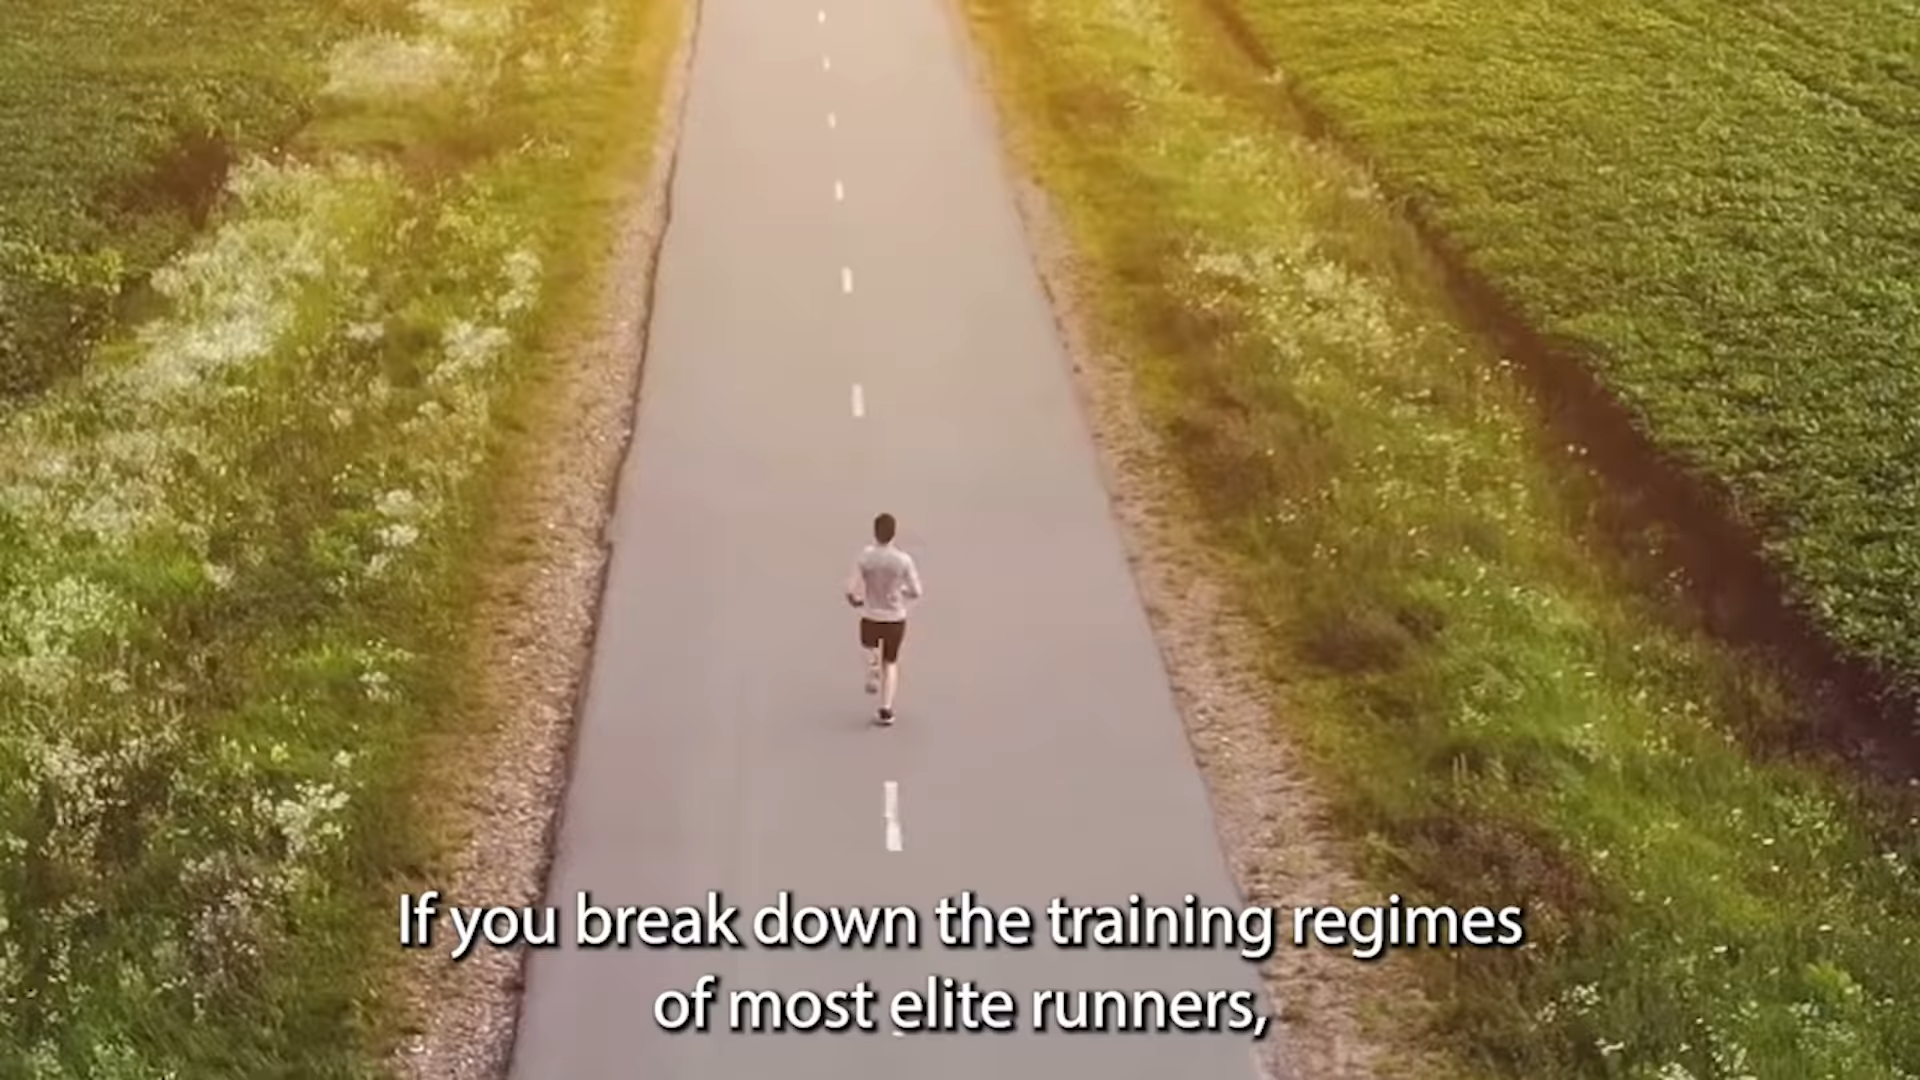 If you break down the training regimes
of most elite runners,